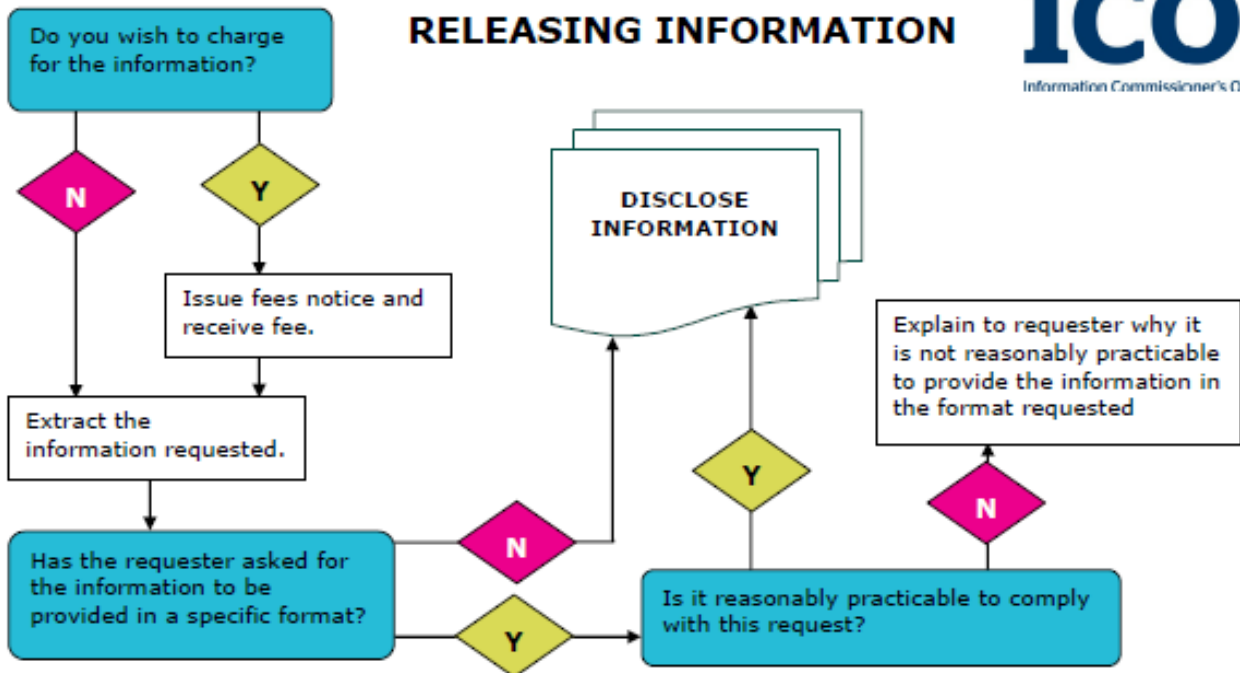 RELEASING INFORMATION
ICO
Information Commissioner's O
Do you wish to charge
for the information?
N
Y
DISCLOSE
INFORMATION
Issue fees notice and
receive fee.
Explain to requester why it
is not reasonably practicable
to provide the information in
the format requested
Extract the
information requested.
Y
N
N
Has the requester asked for
the information to be
provided in a specific format?
Y
Is it reasonably practicable to comply
with this request?